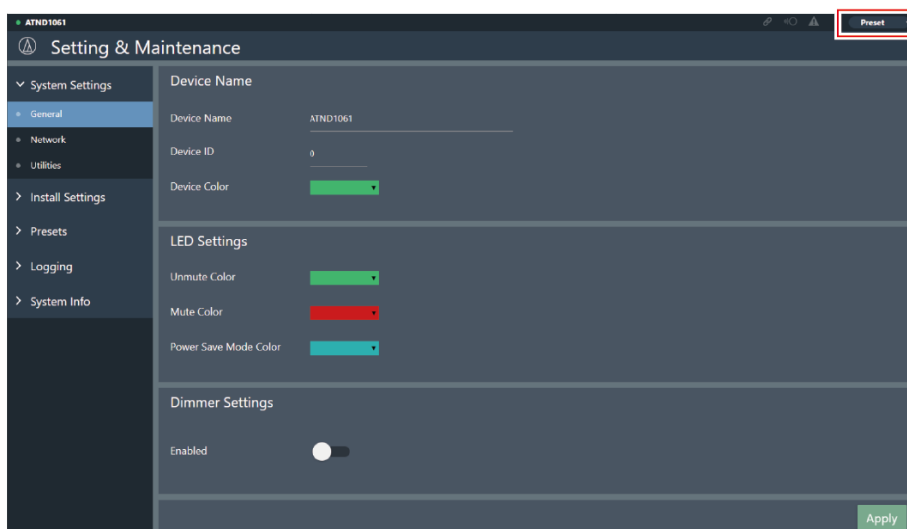 ATND1061
Preset
Setting & Maintenance
System Settings
General
Network
Utilities
Install Settings
Presets
Logging
System Info
Device Name
Device Name ATND1061
Device ID 0
Device Color
LED Settings
Unmute Color
Mute Color
Power Save Mode Color
Dimmer Settings
Enabled
Apply